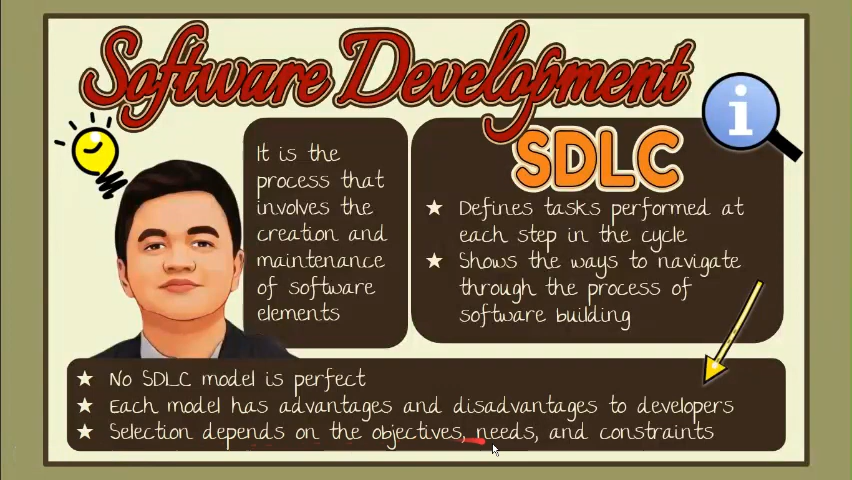 Software Development
It is the
process that
involves the
creation and
maintenance
of software
elements
SDLC
★ Defines tasks performed at
each step in the cycle
★ Shows the ways to navigate
through the process of
software building
★ No SDLC model is perfect
★ Each model has advantages and disadvantages to developers
★ Selection depends on the objectives, needs, and constraints